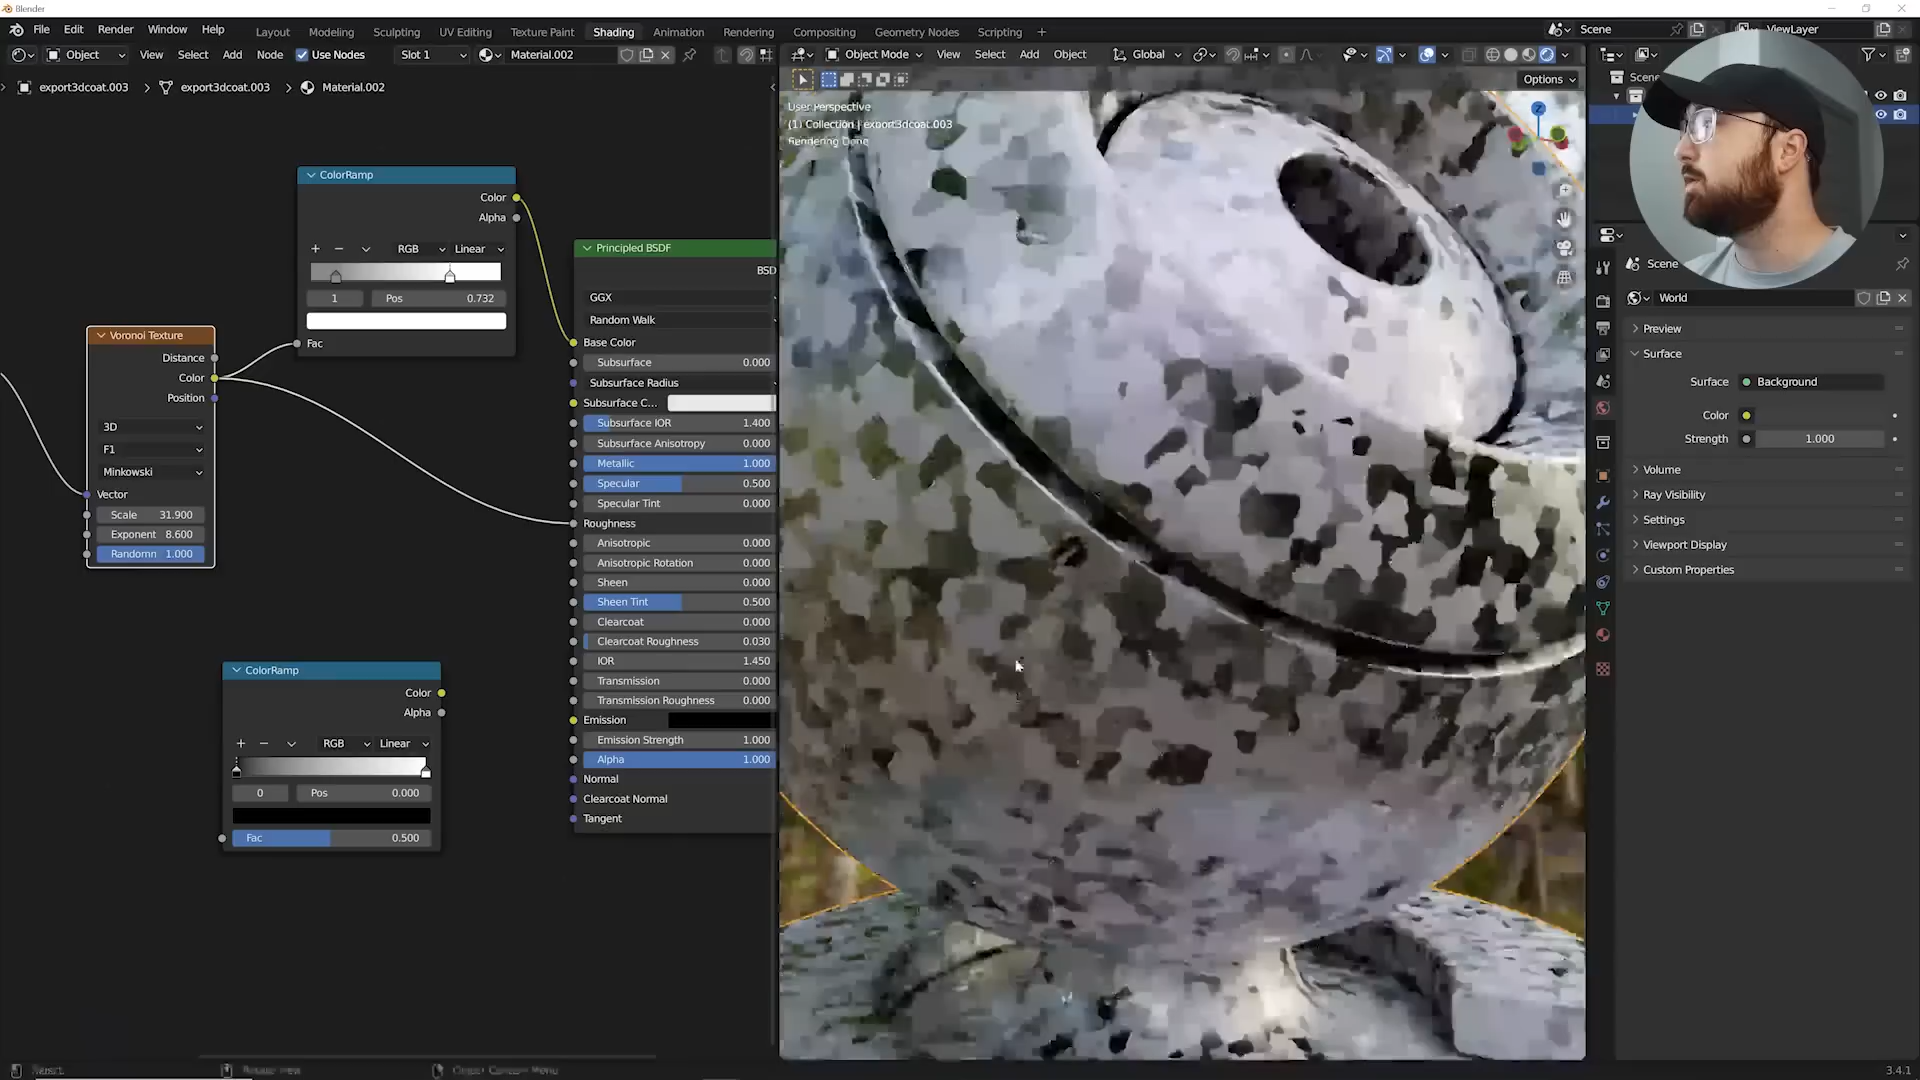 Blender
File Edit Render Window Help
Layout Modeling Sculpting UV Editing Texture Paint Shading Animation Rendering Compositing Geometry Nodes Scripting +
Scene
ViewLayer
Object View Select Add Node Use Nodes Slot 1 Material.002
Object Mode View Select Add Object Global
Options
export3dcoat.003 > export3dcoat.003 > Material.002
User Perspective
(1) Collection | export3dcoat.003
Rendering Done
Z
ColorRamp
Color
Alpha
+ − RGB Linear
1 Pos 0.732
Fac
Voronoi Texture
Distance
Color
Position
3D
F1
Minkowski
Vector
Scale 31.900
Exponent 8.600
Randomn 1.000
ColorRamp
Color
Alpha
+ − RGB Linear
0 Pos 0.000
Fac 0.500
Principled BSDF
BSD
GGX
Random Walk
Base Color
Subsurface 0.000
Subsurface Radius
Subsurface C...
Subsurface IOR 1.400
Subsurface Anisotropy 0.000
Metallic 1.000
Specular 0.500
Specular Tint 0.000
Roughness
Anisotropic 0.000
Anisotropic Rotation 0.000
Sheen 0.000
Sheen Tint 0.500
Clearcoat 0.000
Clearcoat Roughness 0.030
IOR 1.450
Transmission 0.000
Transmission Roughness 0.000
Emission
Emission Strength 1.000
Alpha 1.000
Normal
Clearcoat Normal
Tangent
Scene
Scene
World
Preview
Surface
Surface Background
Color
Strength 1.000
Volume
Ray Visibility
Settings
Viewport Display
Custom Properties
3.4.1